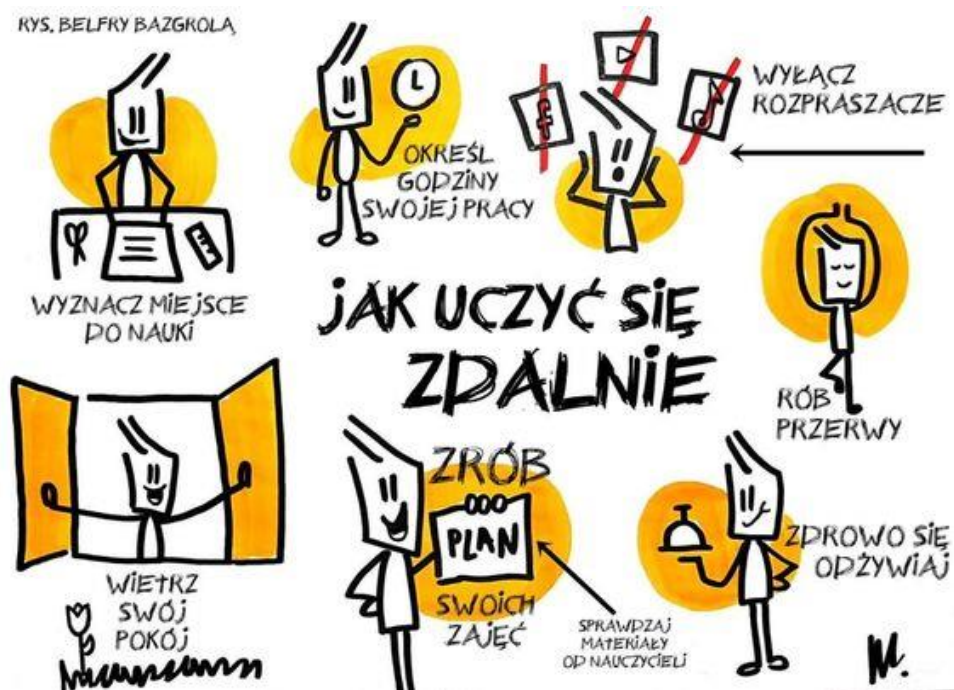 RYS. BELFRY BAZGROLĄ
WYZNACZ MIEJSCE
DO NAUKI
OKREŚL
GODZINY
SWOJEJ PRACY
WYŁĄCZ
ROZPRASZACZE
JAK UCZYĆ SIĘ
ZDALNIE
RÓB
PRZERWY
WIETRZ
SWÓJ
POKÓJ
ZRÓB
PLAN
SWOICH
ZAJĘĆ
SPRAWDZAJ
MATERIAŁY
OD NAUCZYCIELI
ZDROWO SIĘ
ODŻYWIAJ
M.